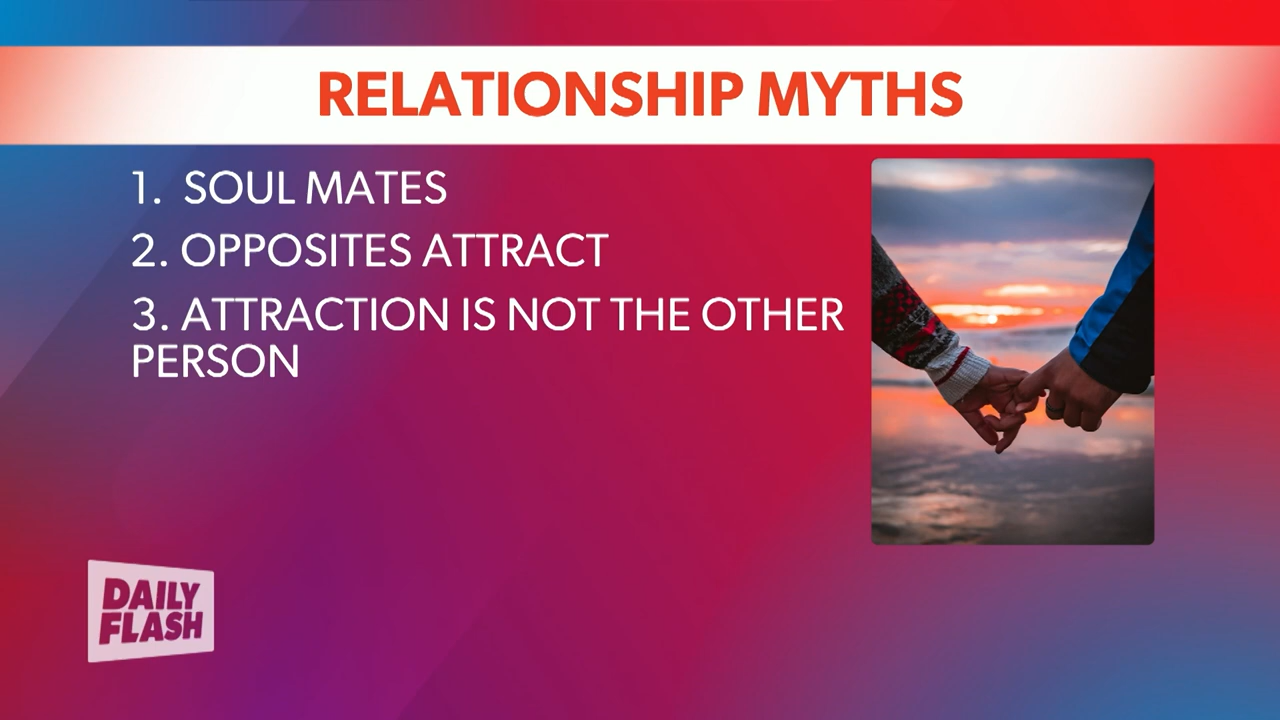 RELATIONSHIP MYTHS
1. SOUL MATES
2. OPPOSITES ATTRACT
3. ATTRACTION IS NOT THE OTHER
PERSON
DAILY
FLASH